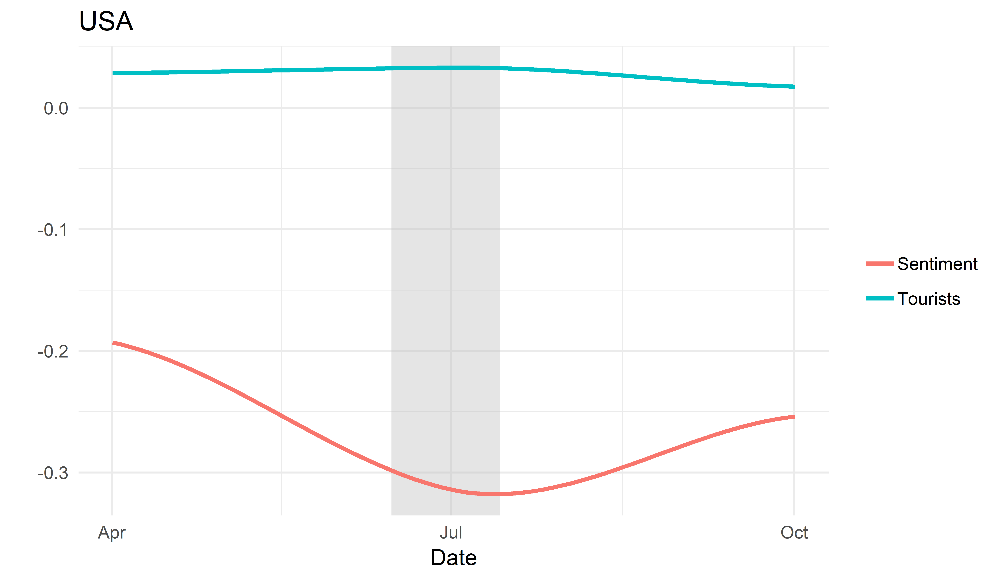 USA
0.0
-0.1
-0.2
-0.3
Sentiment
Tourists
Apr Jul Oct
Date